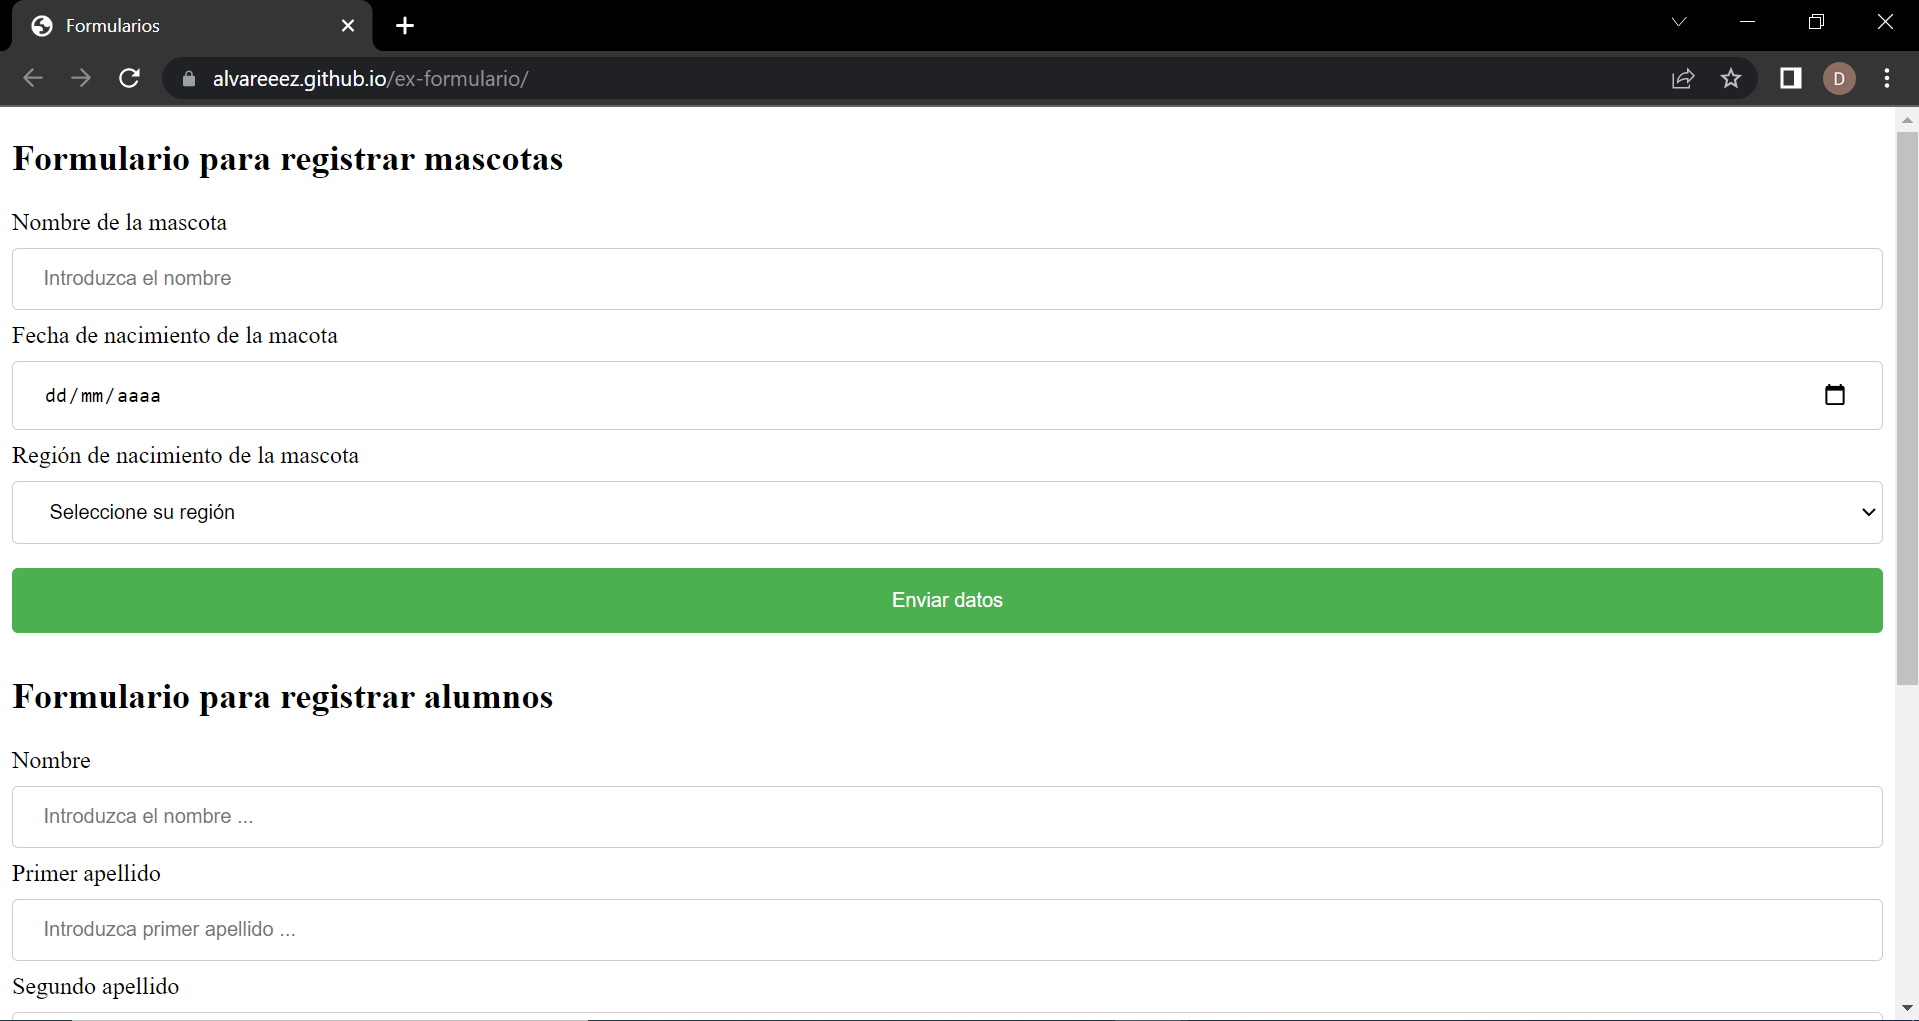 Formularios
alvareeez.github.io/ex-formulario/
D
Formulario para registrar mascotas
Nombre de la mascota
Introduzca el nombre
Fecha de nacimiento de la macota
dd/mm/aaaa
Región de nacimiento de la mascota
Seleccione su región
Enviar datos
Formulario para registrar alumnos
Nombre
Introduzca el nombre ...
Primer apellido
Introduzca primer apellido ...
Segundo apellido